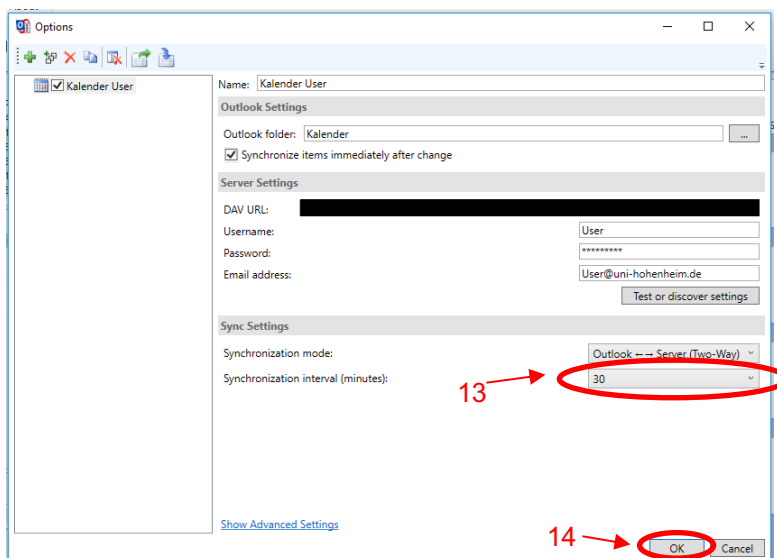 Options
Kalender User
Name: Kalender User
Outlook Settings
Outlook folder: Kalender ...
Synchronize items immediately after change
Server Settings
DAV URL:
Username: User
Password: *********
Email address: User@uni-hohenheim.de
Test or discover settings
Sync Settings
Synchronization mode: Outlook ←→ Server (Two-Way)
Synchronization interval (minutes): 30
13
Show Advanced Settings
14
OK Cancel